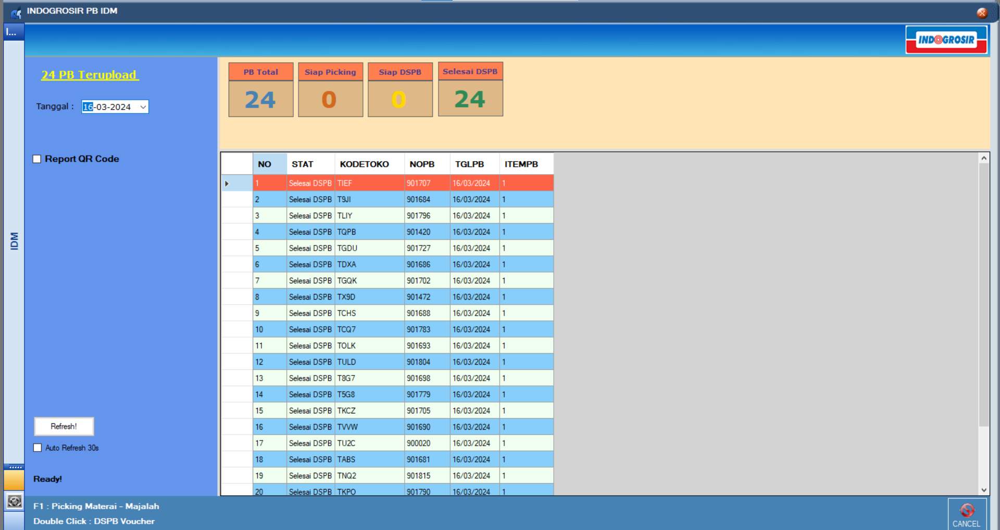 INDOGROSIR PB IDM
I...
INDOGROSIR
IDM
24 PB Terupload
Tanggal : 16-03-2024
Report QR Code
Refresh!
Auto Refresh 30s
Ready!
PB Total Siap Picking Siap DSPB Selesai DSPB
24 0 0 24
NO STAT KODETOKO NOPB TGLPB ITEMPB
1 Selesai DSPB TIEF 901707 16/03/2024 1
2 Selesai DSPB T9JI 901684 16/03/2024 1
3 Selesai DSPB TLIY 901796 16/03/2024 1
4 Selesai DSPB TQPB 901420 16/03/2024 1
5 Selesai DSPB TGDU 901727 16/03/2024 1
6 Selesai DSPB TDXA 901686 16/03/2024 1
7 Selesai DSPB TGQK 901702 16/03/2024 1
8 Selesai DSPB TX9D 901472 16/03/2024 1
9 Selesai DSPB TCHS 901688 16/03/2024 1
10 Selesai DSPB TCQ7 901783 16/03/2024 1
11 Selesai DSPB TOLK 901693 16/03/2024 1
12 Selesai DSPB TULD 901804 16/03/2024 1
13 Selesai DSPB T8G7 901698 16/03/2024 1
14 Selesai DSPB T5G8 901779 16/03/2024 1
15 Selesai DSPB TKCZ 901705 16/03/2024 1
16 Selesai DSPB TVVW 901690 16/03/2024 1
17 Selesai DSPB TU2C 900020 16/03/2024 1
18 Selesai DSPB TABS 901681 16/03/2024 1
19 Selesai DSPB TNQ2 901815 16/03/2024 1
20 Selesai DSPB TKPO 901790 16/03/2024 1
F1 : Picking Materai - Majalah
Double Click : DSPB Voucher
CANCEL